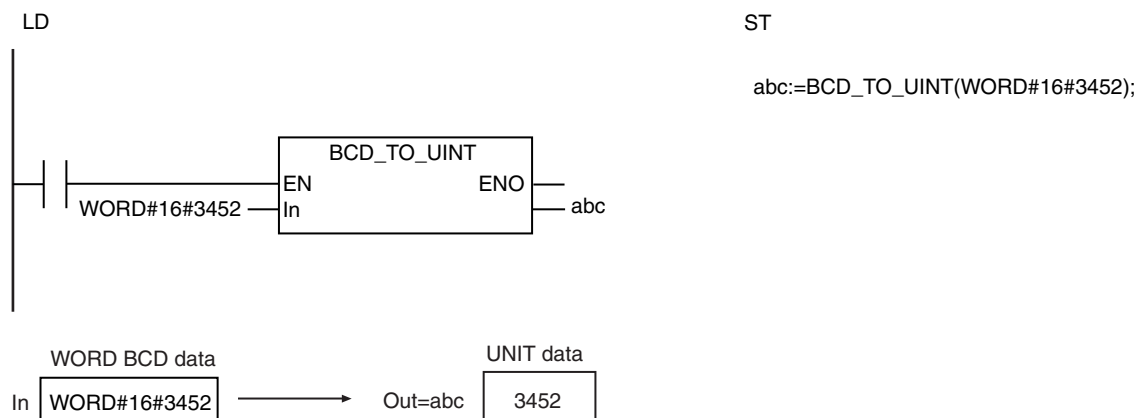 LD
ST
abc:=BCD_TO_UINT(WORD#16#3452);
BCD_TO_UINT
EN ENO
WORD#16#3452 In abc
WORD BCD data UNIT data
In WORD#16#3452 Out=abc 3452